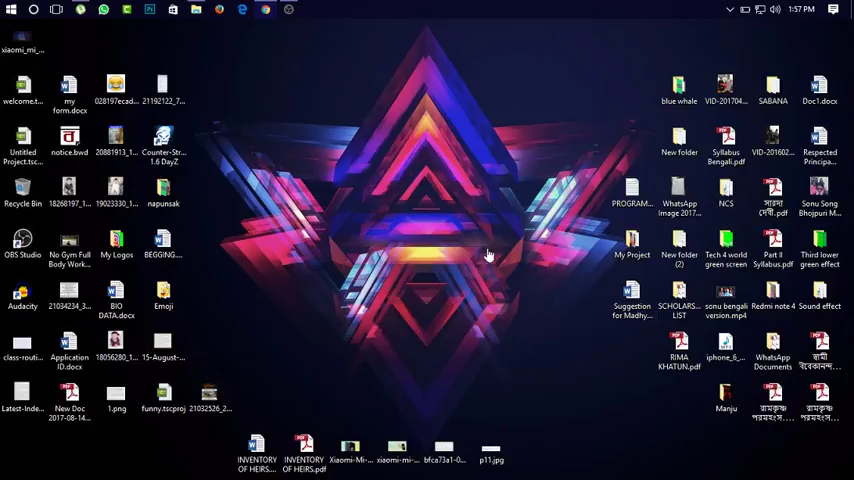 1:57 PM
xiaomi_mi_...
welcome.t...
my
form.docx
028197ecad...
21192122_7...
blue whale
VID-201704...
SABANA
Doc1.docx
Untitled
Project.tsc...
notice.bwd
20881913_1...
Counter-Str...
1.6 DayZ
New folder
Syllabus
Bengali.pdf
VID-201602...
Respected
Principa...
Recycle Bin
18268197_1...
19023330_1...
napunsak
PROGRAM...
WhatsApp
Image 2017...
NCS
सारদা
দেবী.pdf
Sonu Song
Bhojpuri M...
OBS Studio
No Gym Full
Body Work...
My Logos
BEGGING....
My Project
New folder
(2)
Tech 4 world
green screen
Part II
Syllabus.pdf
Third lower
green effect
Audacity
21034234_3...
BIO
DATA.docx
Emoji
Suggestion
for Madhy...
SCHOLARS...
LIST
sonu bengali
version.mp4
Redmi note 4
Sound effect
class-routi...
Application
ID.docx
18056280_1...
15-August-...
RIMA
KHATUN.pdf
iphone_6_...
WhatsApp
Documents
স্বামী
বিবেকানন্দ...
Latest-Inde...
New Doc
2017-08-14...
1.png
funny.tscproj
21032526_2...
Manju
রামকৃষ্ণ
পরমহংস...
রামকৃষ্ণ
পরমহংস...
INVENTORY
OF HEIRS....
INVENTORY
OF HEIRS.pdf
Xiaomi-Mi-...
xiaomi-mi-...
bfca73a1-0...
p11.jpg